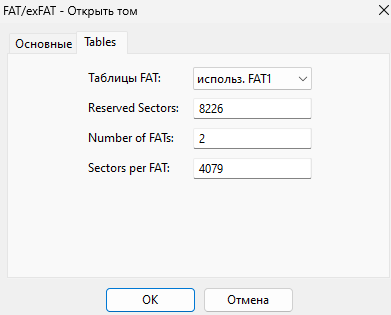 FAT/exFAT - Открыть том
Основные Tables
Таблицы FAT: использ. FAT1
Reserved Sectors: 8226
Number of FATs: 2
Sectors per FAT: 4079
OK Отмена